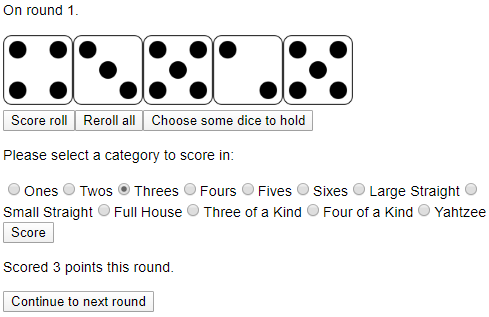 On round 1.
Score roll Reroll all Choose some dice to hold
Please select a category to score in:
Ones Twos Threes Fours Fives Sixes Large Straight
Small Straight Full House Three of a Kind Four of a Kind Yahtzee
Score
Scored 3 points this round.
Continue to next round